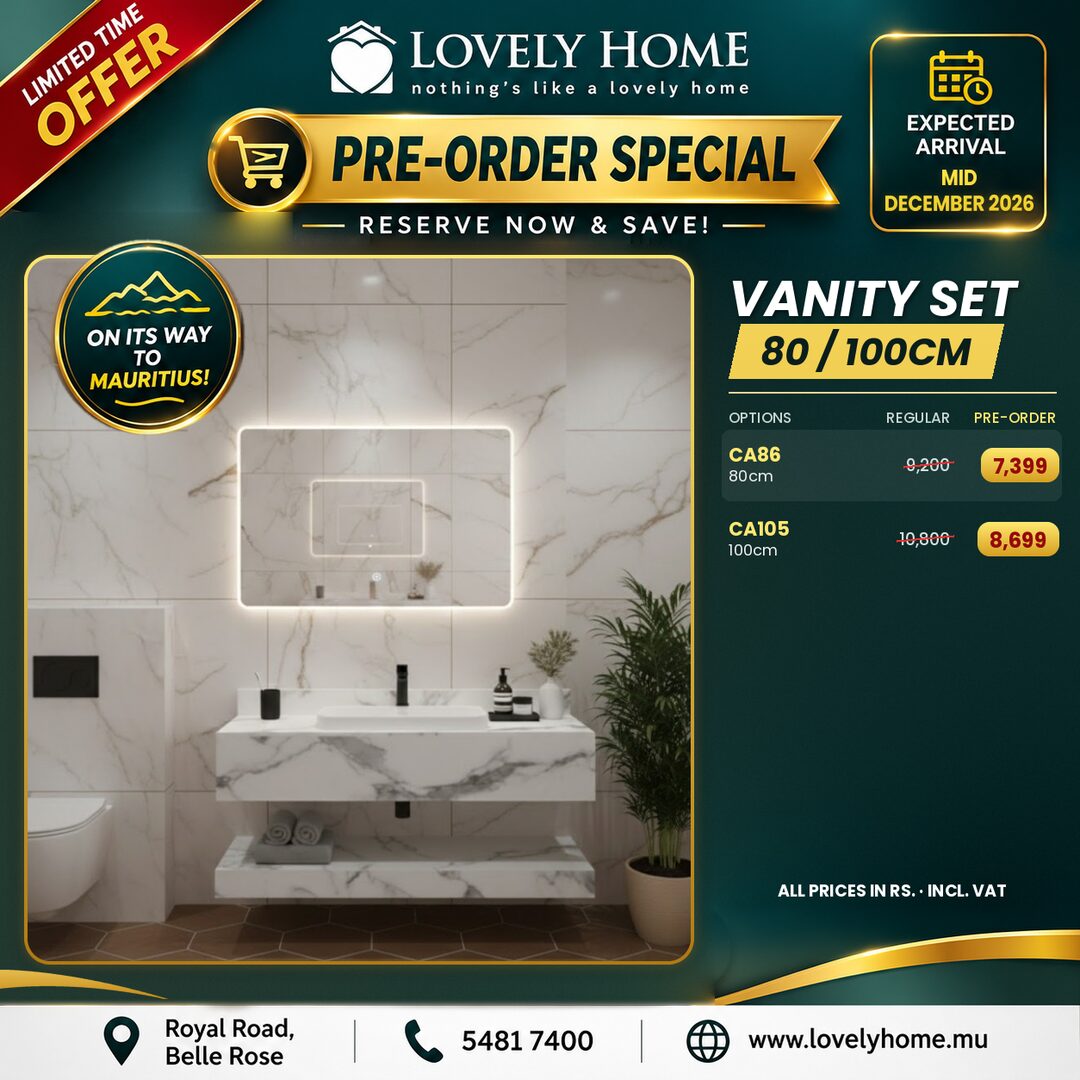 LIMITED TIME
OFFER
LOVELY HOME
nothing's like a lovely home
PRE-ORDER SPECIAL
RESERVE NOW & SAVE!
EXPECTED
ARRIVAL
MID
DECEMBER 2026
ON ITS WAY
TO
MAURITIUS!
VANITY SET
80 / 100CM
OPTIONS REGULAR PRE-ORDER
CA86
80cm
9,200 7,399
CA105
100cm
10,800 8,699
ALL PRICES IN RS. · INCL. VAT
Royal Road,
Belle Rose
5481 7400
www.lovelyhome.mu